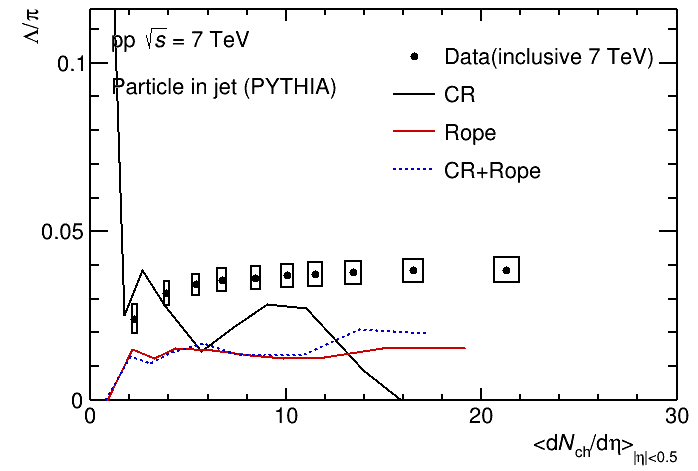 Λ/π
pp √s = 7 TeV
Particle in jet (PYTHIA)
Data(inclusive 7 TeV)
CR
Rope
CR+Rope
0.1
0.05
0
0 10 20 30
<dNch/dη>|η|<0.5